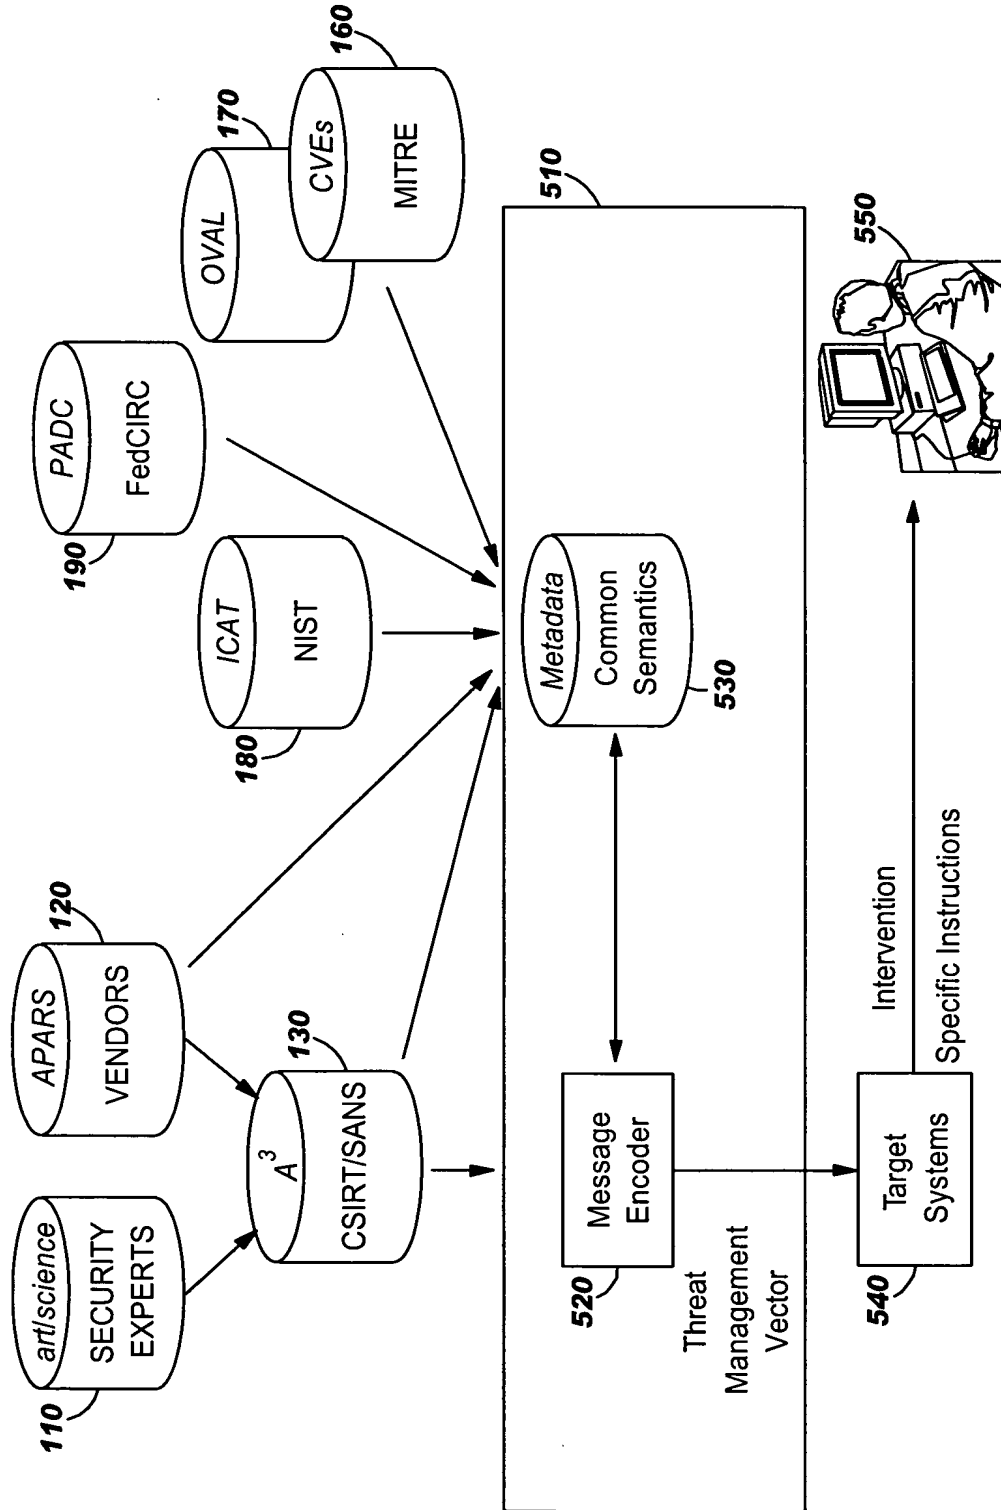 110
art/science
SECURITY
EXPERTS
120
APARS
VENDORS
130
A³
CSIRT/SANS
180
ICAT
NIST
190
PADC
FedCIRC
170
OVAL
160
CVEs
MITRE
510
520
Message
Encoder
530
Metadata
Common
Semantics
Threat
Management
Vector
540
Target
Systems
Intervention
Specific Instructions
550